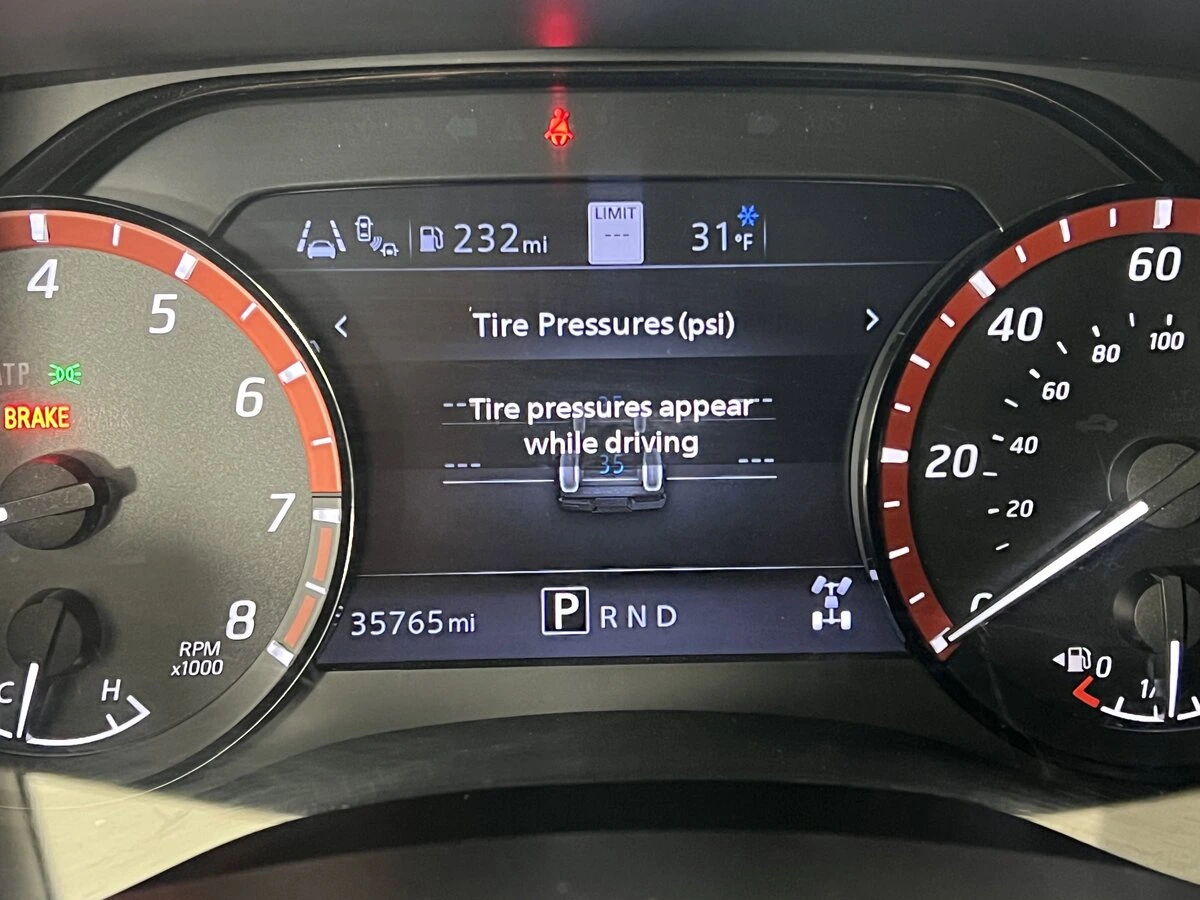 232mi
LIMIT
---
31°F
< Tire Pressures (psi) >
-- Tire pressures appear --
while driving
--- 35 ---
35765mi
P R N D
4
5
6
7
8
RPM
x1000
BRAKE
C
H
60
40
20
0
100
80
60
40
20
0